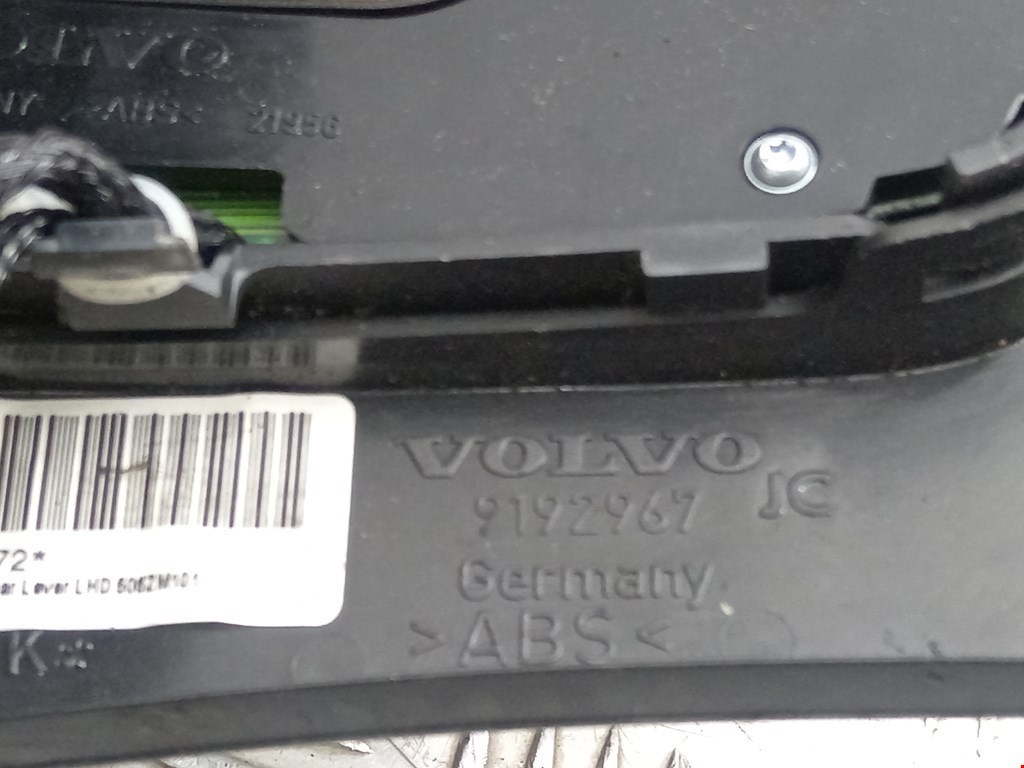 VOLVO
>ABS< 21956
VOLVO
9192967 JC
Germany
>ABS<
72*
Lever LHD
K